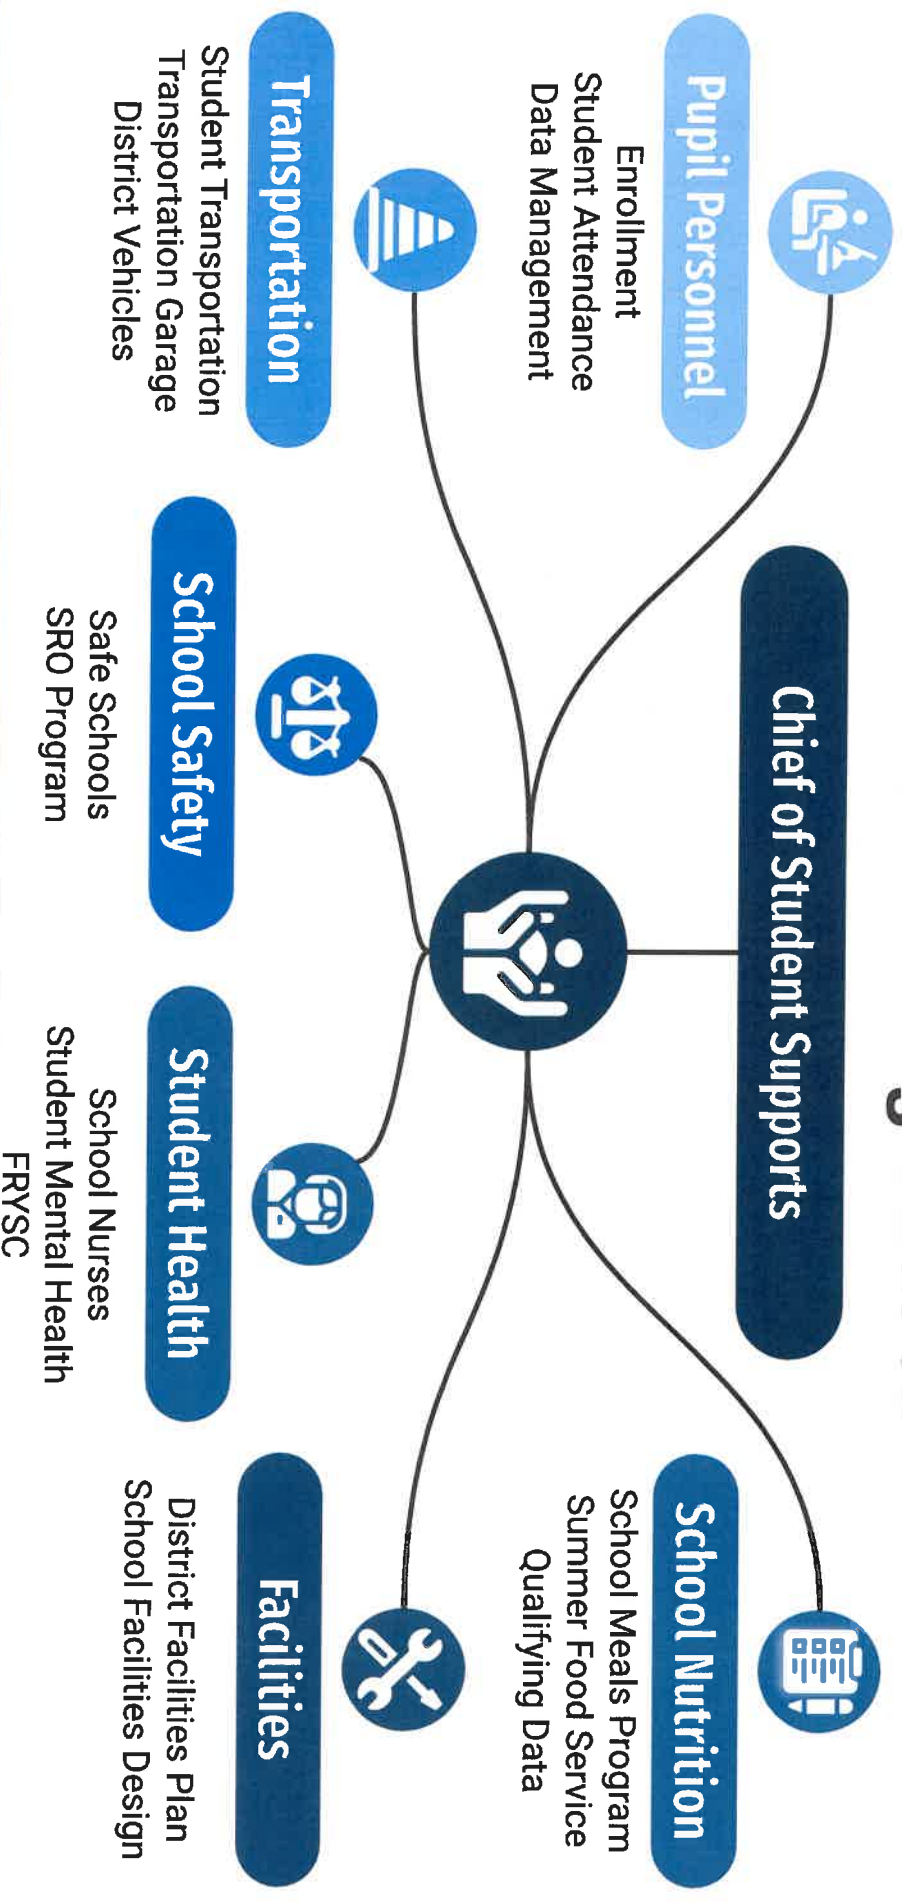 Chief of Student Supports
Pupil Personnel
Enrollment
Student Attendance
Data Management
School Nutrition
School Meals Program
Summer Food Service
Qualifying Data
Transportation
Student Transportation
Transportation Garage
District Vehicles
School Safety
Safe Schools
SRO Program
Student Health
School Nurses
Student Mental Health
FRYSC
Facilities
District Facilities Plan
School Facilities Design